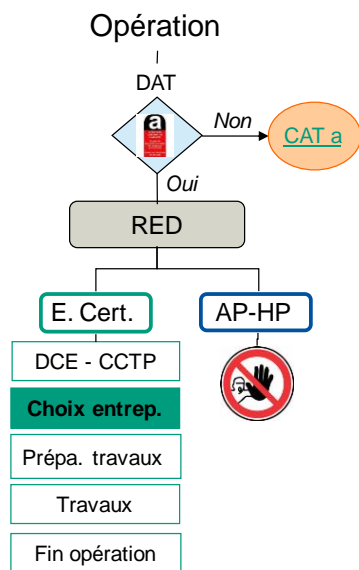 Opération
DAT
a
Non
CAT a
Oui
RED
E. Cert.
AP-HP
DCE - CCTP
Choix entrep.
Prépa. travaux
Travaux
Fin opération